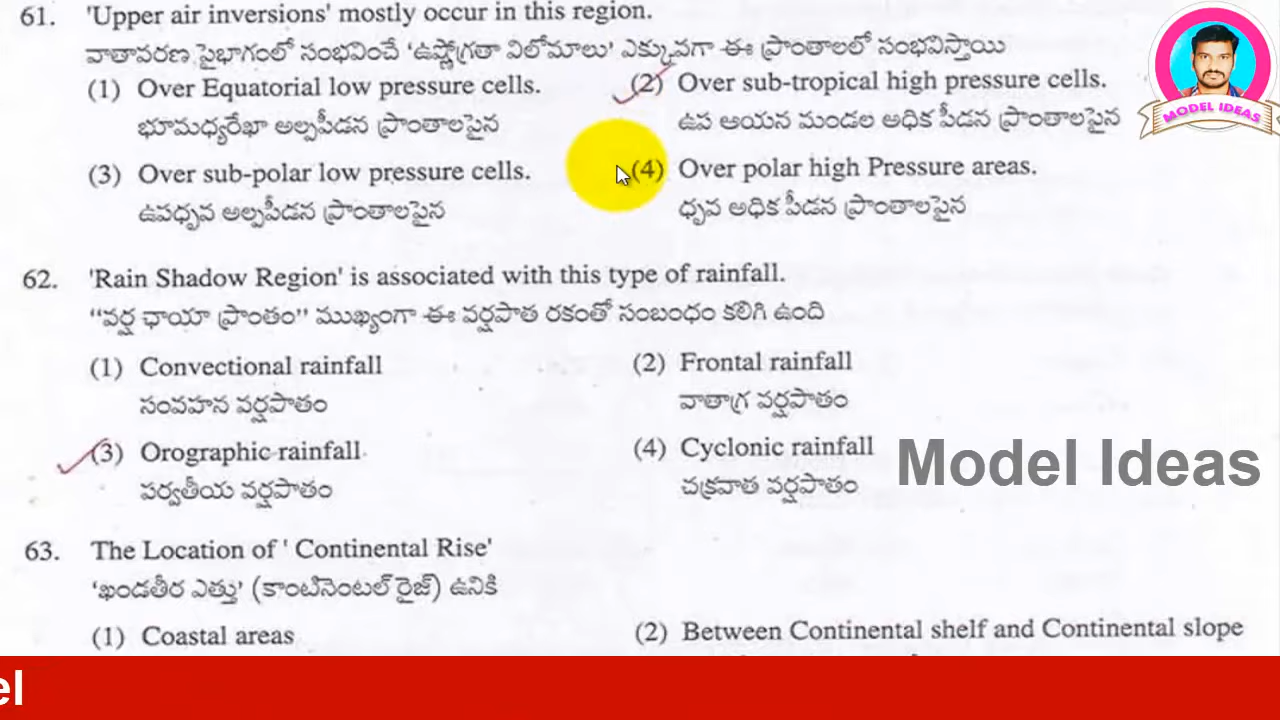 61. 'Upper air inversions' mostly occur in this region.
వాతావరణ పైభాగంలో సంభవించే ‘ఉష్ణోగ్రతా విలోమాలు’ ఎక్కువగా ఈ ప్రాంతాలలో సంభవిస్తాయి
(1) Over Equatorial low pressure cells. (2) Over sub-tropical high pressure cells.
భూమధ్యరేఖా అల్పపీడన ప్రాంతాలపైన ఉప ఆయన మండల అధిక పీడన ప్రాంతాలపైన
(3) Over sub-polar low pressure cells. (4) Over polar high Pressure areas.
ఉపధృవ అల్పపీడన ప్రాంతాలపైన ధృవ అధిక పీడన ప్రాంతాలపైన
62. 'Rain Shadow Region' is associated with this type of rainfall.
“వర్ష ఛాయా ప్రాంతం” ముఖ్యంగా ఈ వర్షపాత రకంతో సంబంధం కలిగి ఉంది
(1) Convectional rainfall (2) Frontal rainfall
సంవహన వర్షపాతం వాతాగ్ర వర్షపాతం
(3) Orographic rainfall (4) Cyclonic rainfall
పర్వతీయ వర్షపాతం చక్రవాత వర్షపాతం
63. The Location of ' Continental Rise'
‘ఖండతీర ఎత్తు’ (కాంటినెంటల్ రైజ్) ఉనికి
(1) Coastal areas (2) Between Continental shelf and Continental slope
MODEL IDEAS
Model Ideas
el